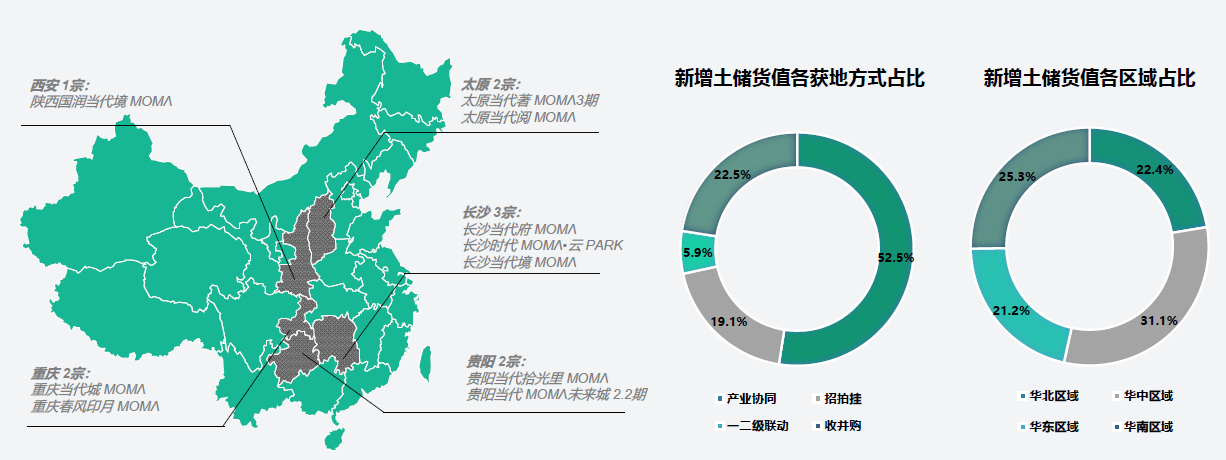 西安 1宗：
陕西国润当代境 MOMΛ
太原 2宗：
太原当代著 MOMΛ3期
太原当代阅 MOMΛ
长沙 3宗：
长沙当代府 MOMΛ
长沙时代 MOMΛ•云 PARK
长沙当代境 MOMΛ
重庆 2宗：
重庆当代城 MOMΛ
重庆春风印月 MOMΛ
贵阳 2宗：
贵阳当代拾光里 MOMΛ
贵阳当代 MOMΛ未来城 2.2期
新增土储货值各获地方式占比
22.5%
5.9%
52.5%
19.1%
产业协同
招拍挂
一二级联动
收并购
新增土储货值各区域占比
25.3%
22.4%
21.2%
31.1%
华北区域
华中区域
华东区域
华南区域